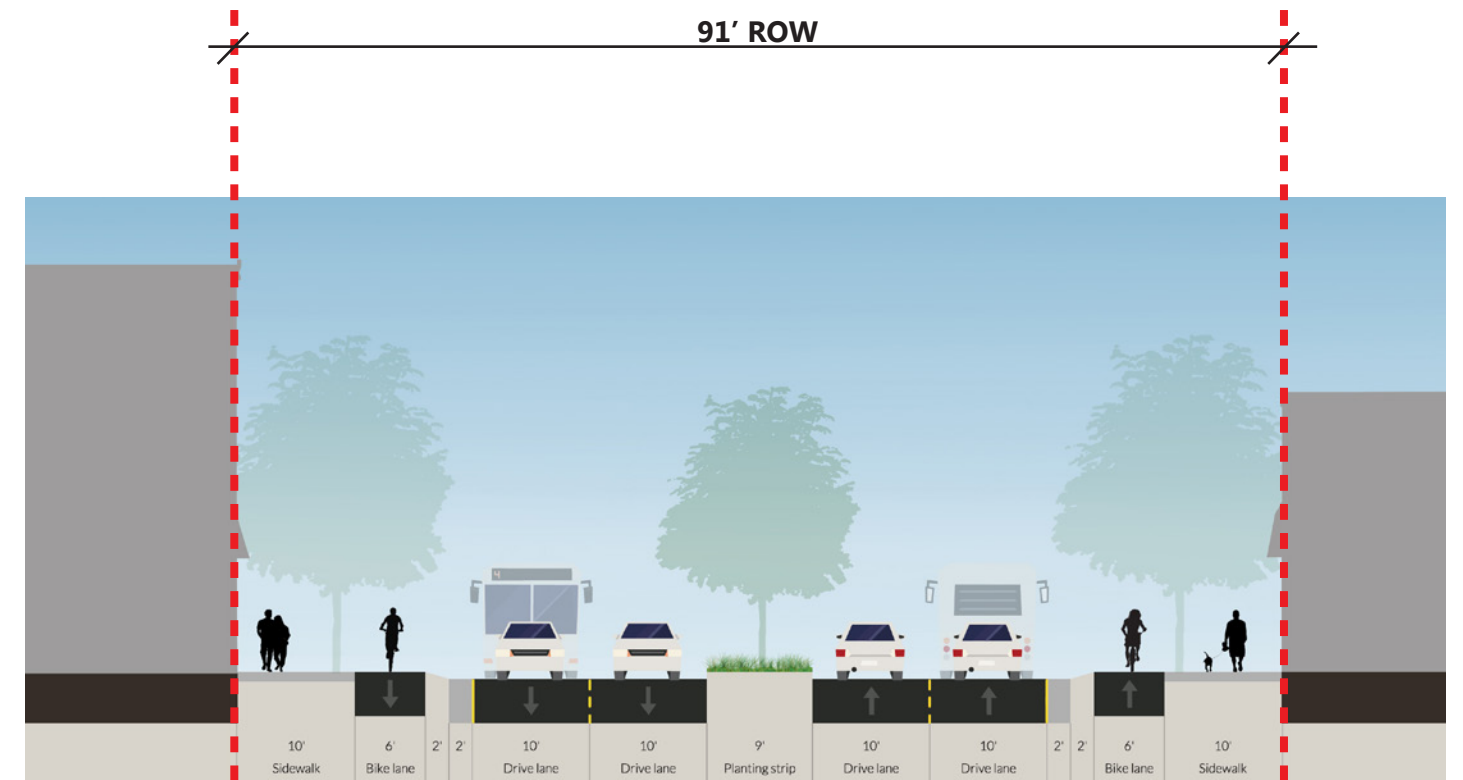 91’ ROW
4
10' 6' 2' 2' 10' 10' 9' 10' 10' 2' 2' 6' 10'
Sidewalk Bike lane Drive lane Drive lane Planting strip Drive lane Drive lane Bike lane Sidewalk